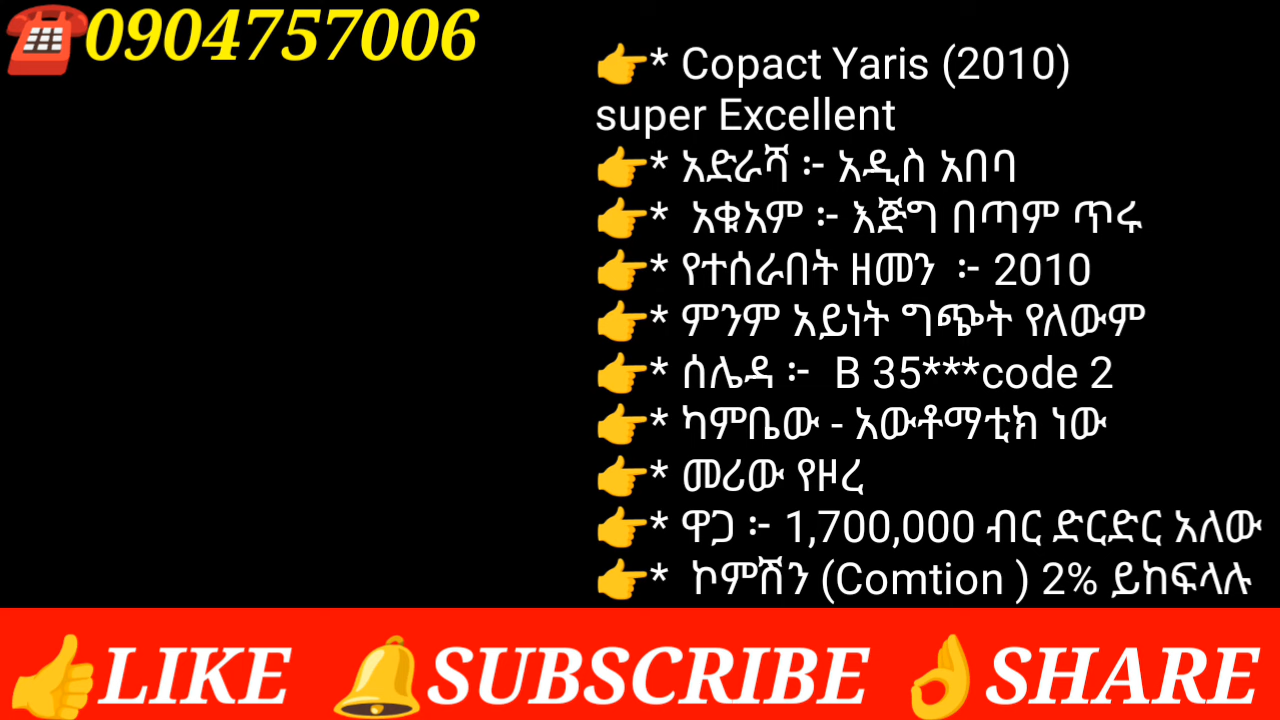 ☎️0904757006
👉* Copact Yaris (2010)
super Excellent
👉* አድራሻ ፦ አዲስ አበባ
👉*  አቁአም ፦ እጅግ በጣም ጥሩ
👉* የተሰራበት ዘመን  ፦ 2010
👉* ምንም አይነት ግጭት የለውም
👉* ሰሌዳ ፦  B 35***code 2
👉* ካምቤው - አውቶማቲክ ነው
👉* መሪው የዞረ
👉* ዋጋ ፦ 1,700,000 ብር ድርድር አለው
👉*  ኮምሽን (Comtion ) 2% ይከፍላሉ
👍LIKE 🔔SUBSCRIBE 👌SHARE